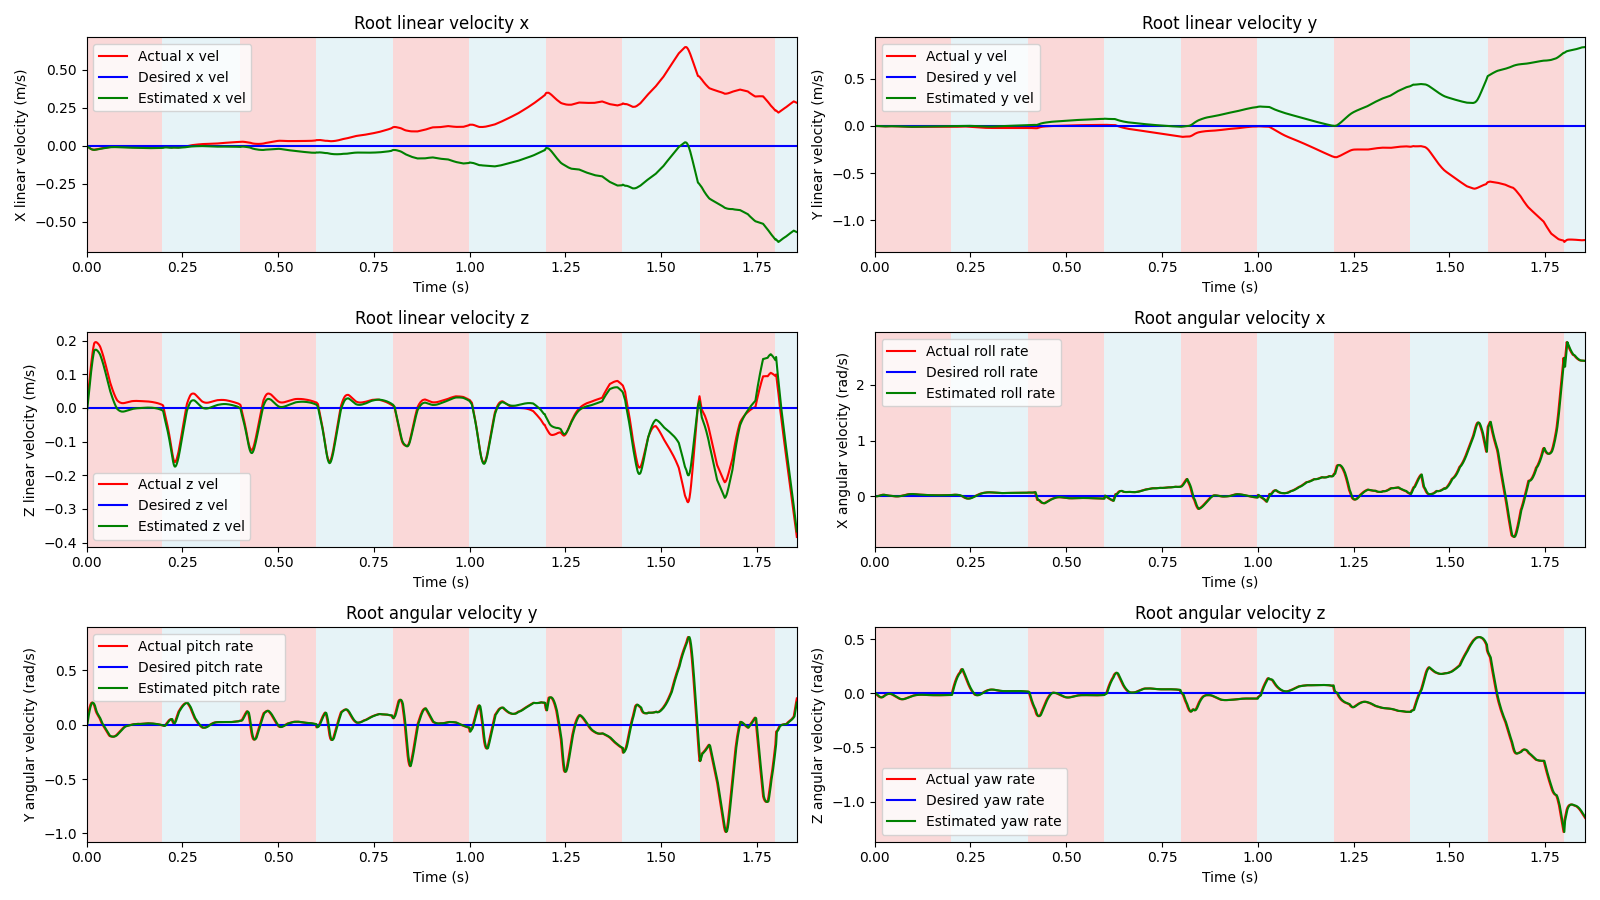 Root linear velocity x
X linear velocity (m/s)
0.50
0.25
0.00
−0.25
−0.50
Actual x vel
Desired x vel
Estimated x vel
0.00 0.25 0.50 0.75 1.00 1.25 1.50 1.75
Time (s)
Root linear velocity y
Y linear velocity (m/s)
0.5
0.0
−0.5
−1.0
Actual y vel
Desired y vel
Estimated y vel
0.00 0.25 0.50 0.75 1.00 1.25 1.50 1.75
Time (s)
Root linear velocity z
Z linear velocity (m/s)
0.2
0.1
0.0
−0.1
−0.2
−0.3
−0.4
Actual z vel
Desired z vel
Estimated z vel
0.00 0.25 0.50 0.75 1.00 1.25 1.50 1.75
Time (s)
Root angular velocity x
X angular velocity (rad/s)
2
1
0
Actual roll rate
Desired roll rate
Estimated roll rate
0.00 0.25 0.50 0.75 1.00 1.25 1.50 1.75
Time (s)
Root angular velocity y
Y angular velocity (rad/s)
0.5
0.0
−0.5
−1.0
Actual pitch rate
Desired pitch rate
Estimated pitch rate
0.00 0.25 0.50 0.75 1.00 1.25 1.50 1.75
Time (s)
Root angular velocity z
Z angular velocity (rad/s)
0.5
0.0
−0.5
−1.0
Actual yaw rate
Desired yaw rate
Estimated yaw rate
0.00 0.25 0.50 0.75 1.00 1.25 1.50 1.75
Time (s)